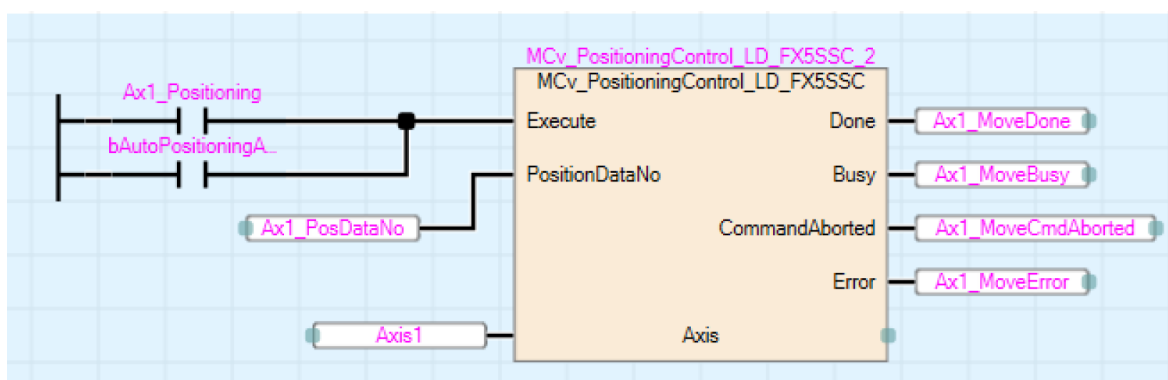 MCv_PositioningControl_LD_FX5SSC_2
MCv_PositioningControl_LD_FX5SSC
Ax1_Positioning
Execute
Done
Ax1_MoveDone
bAutoPositioningA...
PositionDataNo
Busy
Ax1_MoveBusy
Ax1_PosDataNo
CommandAborted
Ax1_MoveCmdAborted
Error
Ax1_MoveError
Axis1
Axis